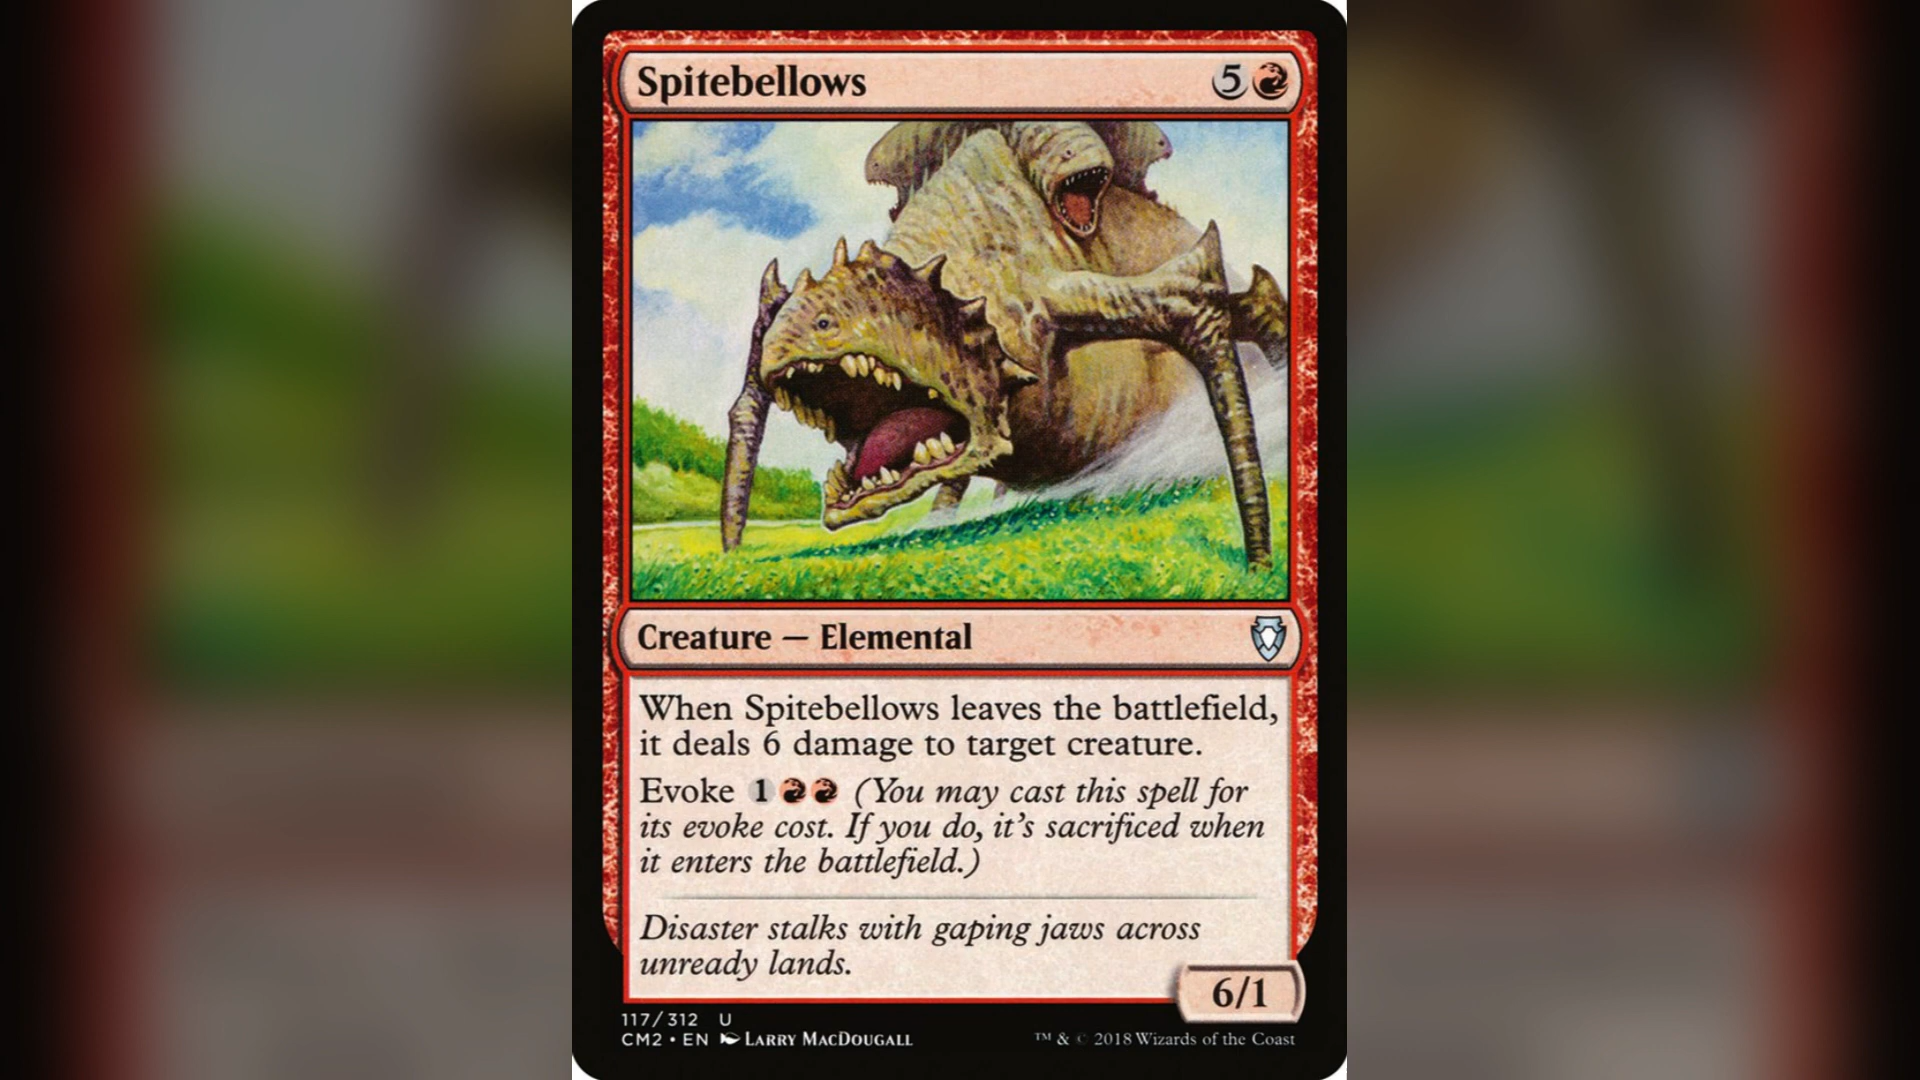 Spitebellows 5
Creature — Elemental
When Spitebellows leaves the battlefield,
it deals 6 damage to target creature.
Evoke 1 (You may cast this spell for
its evoke cost. If you do, it's sacrificed when
it enters the battlefield.)
Disaster stalks with gaping jaws across
unready lands.
6/1
117/312 U
CM2 • EN Larry MacDougall
™ & © 2018 Wizards of the Coast